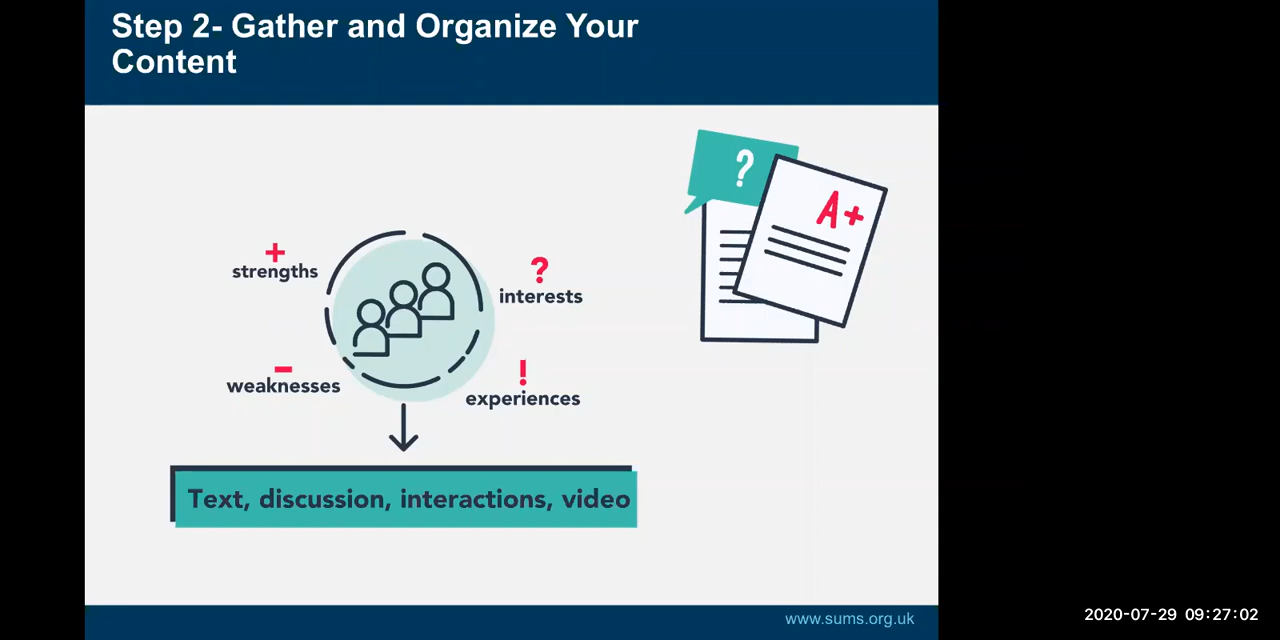 Step 2- Gather and Organize Your
Content
?
A+
+
strengths
?
interests
-
weaknesses
!
experiences
Text, discussion, interactions, video
www.sums.org.uk
2020-07-29 09:27:02